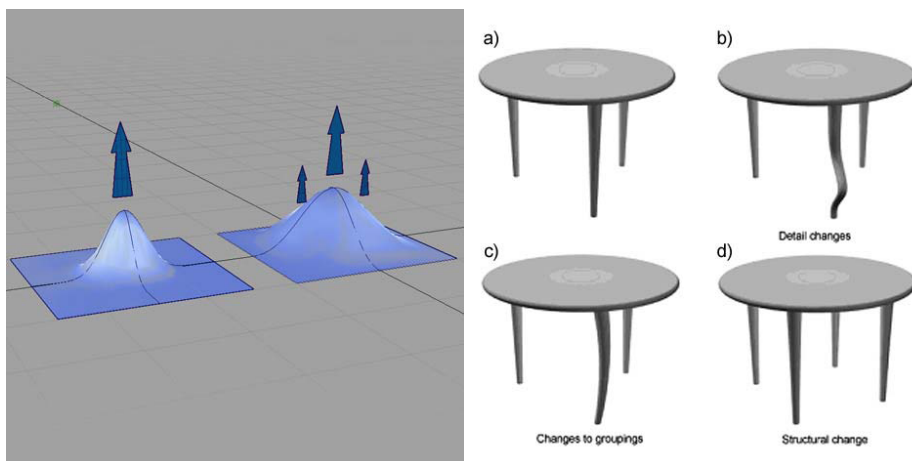 a)
b)
Detail changes
c)
d)
Changes to groupings
Structural change